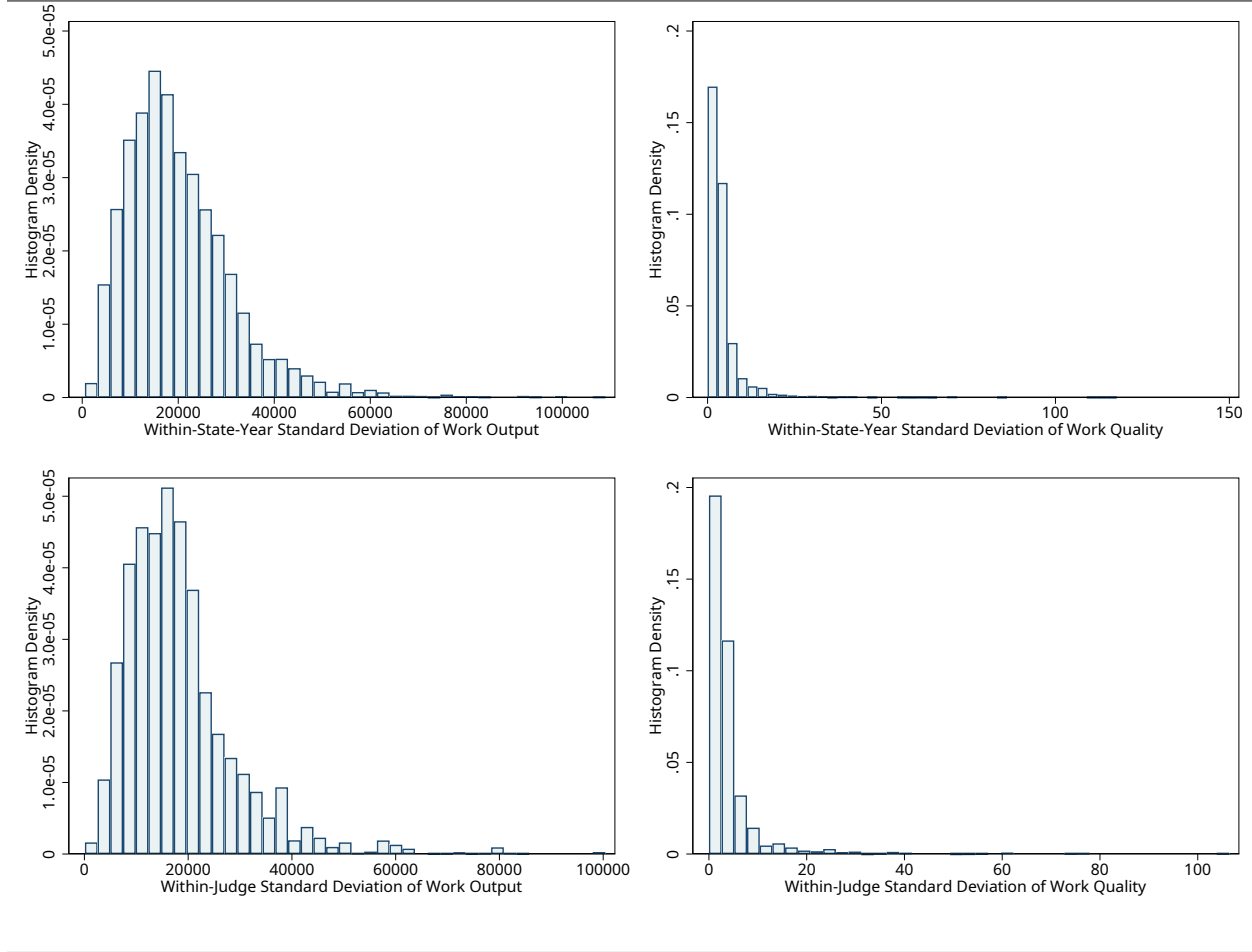 Histogram Density
0
1.0e-05
2.0e-05
3.0e-05
4.0e-05
5.0e-05
0
20000
40000
60000
80000
100000
Within-State-Year Standard Deviation of Work Output
Histogram Density
0
.05
.1
.15
.2
0
50
100
150
Within-State-Year Standard Deviation of Work Quality
Histogram Density
0
1.0e-05
2.0e-05
3.0e-05
4.0e-05
5.0e-05
0
20000
40000
60000
80000
100000
Within-Judge Standard Deviation of Work Output
Histogram Density
0
.05
.1
.15
.2
0
20
40
60
80
100
Within-Judge Standard Deviation of Work Quality